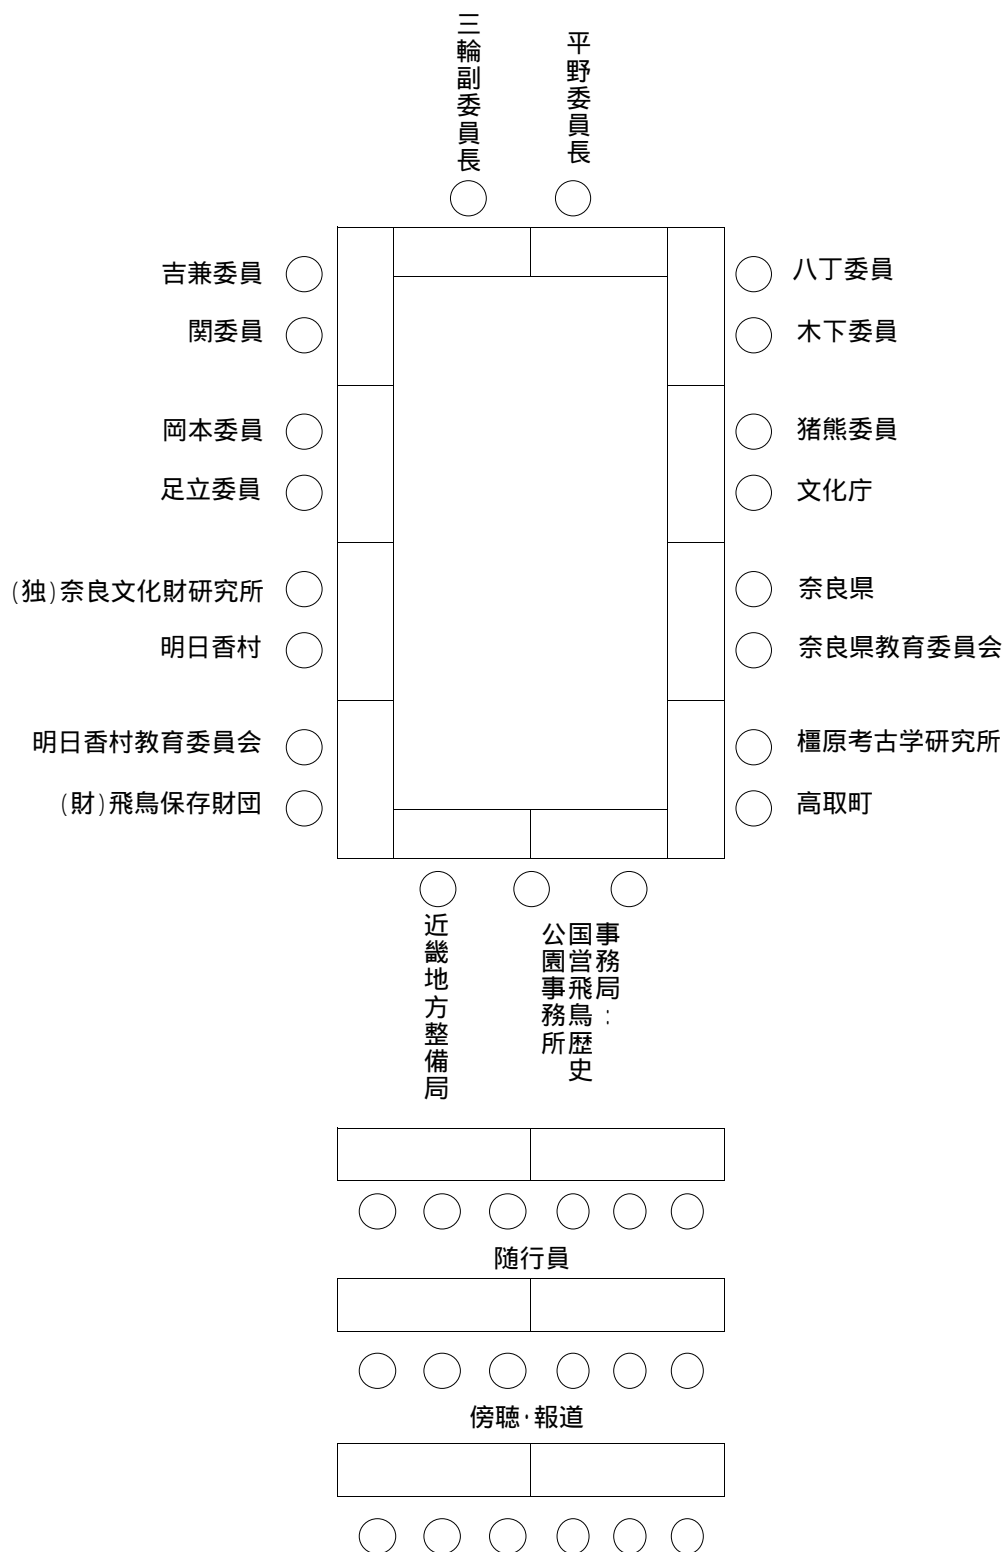 三輪副委員長
平野委員長
吉兼委員
八丁委員
関委員
木下委員
岡本委員
猪熊委員
足立委員
文化庁
(独)奈良文化財研究所
奈良県
明日香村
奈良県教育委員会
明日香村教育委員会
橿原考古学研究所
(財)飛鳥保存財団
高取町
近畿地方整備局
事務局:
国営飛鳥歴史
公園事務所
随行員
傍聴・報道